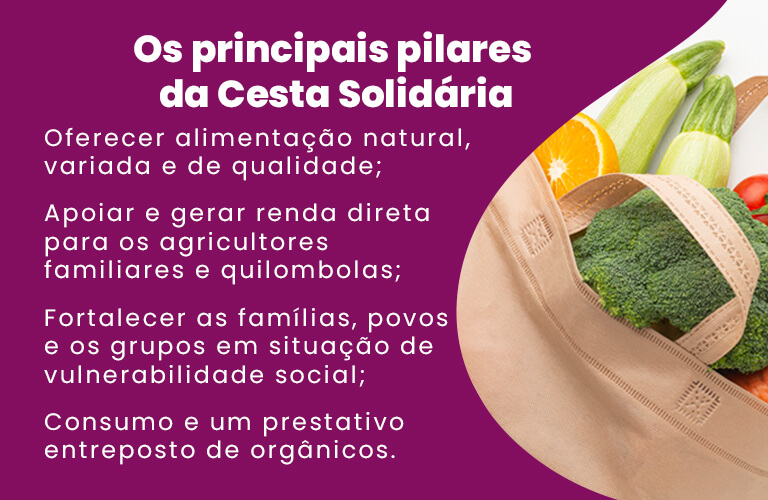 Os principais pilares
da Cesta Solidária
Oferecer alimentação natural,
variada e de qualidade;
Apoiar e gerar renda direta
para os agricultores
familiares e quilombolas;
Fortalecer as famílias, povos
e os grupos em situação de
vulnerabilidade social;
Consumo e um prestativo
entreposto de orgânicos.